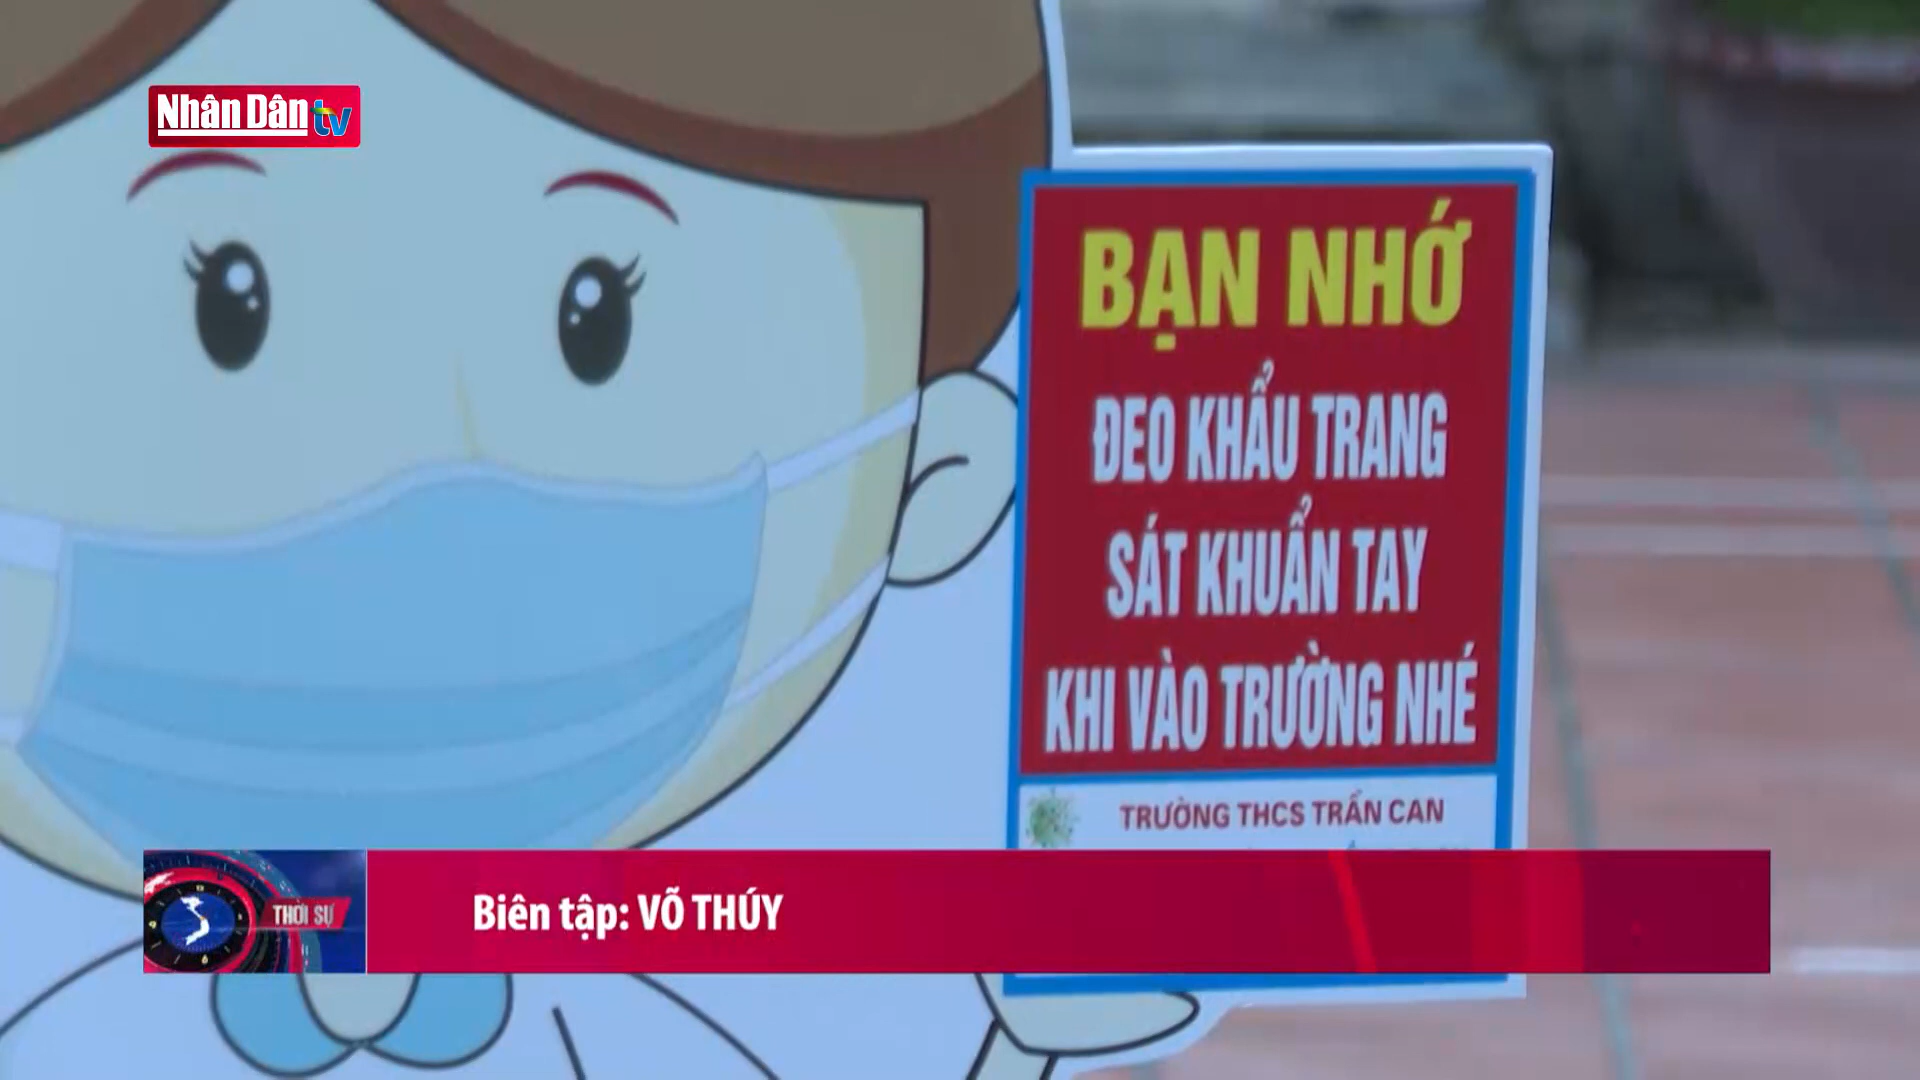 Nhân Dân tv
BẠN NHỚ
ĐEO KHẨU TRANG
SÁT KHUẨN TAY
KHI VÀO TRƯỜNG NHÉ
TRƯỜNG THCS TRẦN CAN
THỜI SỰ
Biên tập: VÕ THÚY